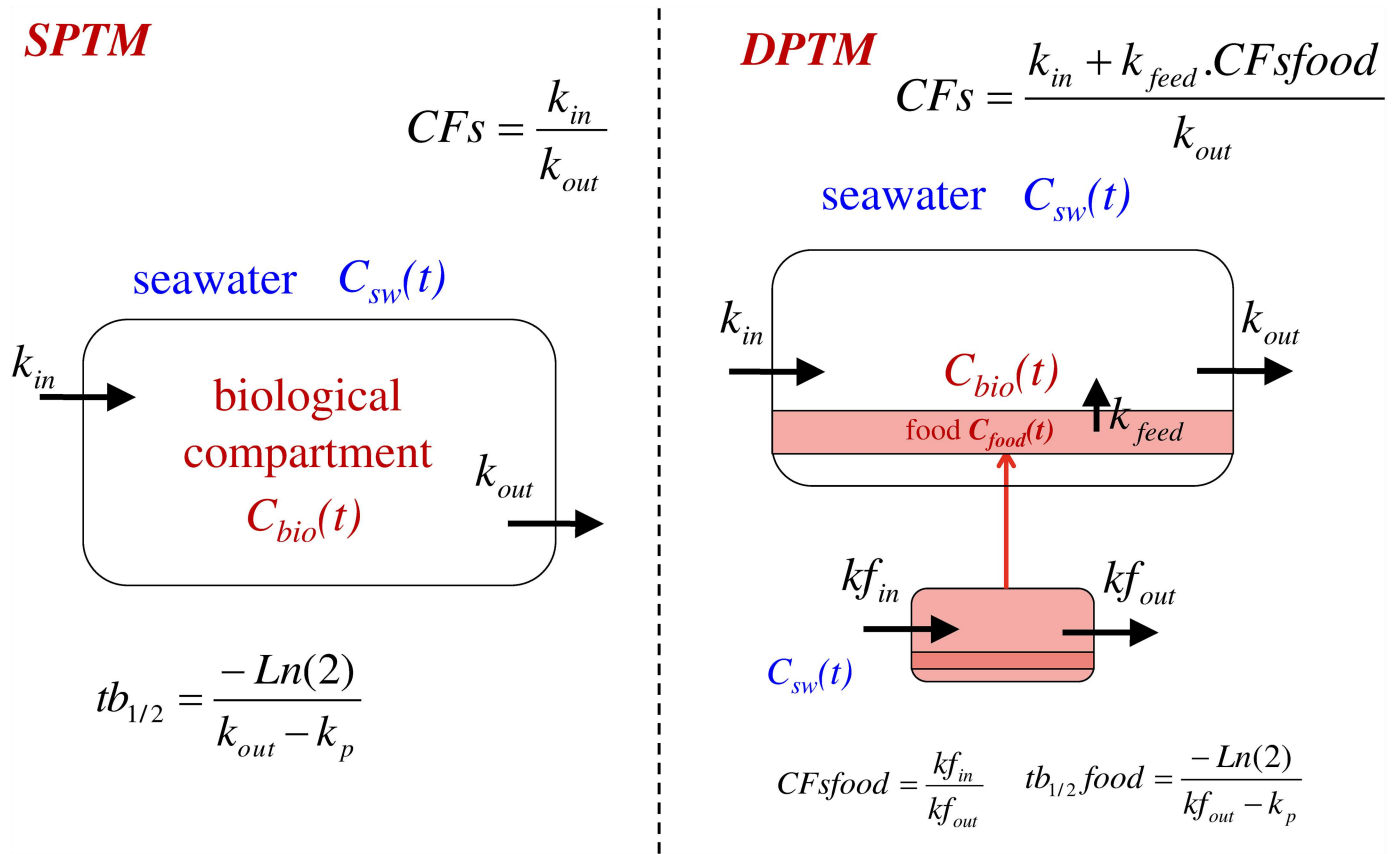 SPTM
CFs = k_in / k_out
seawater C_sw(t)
k_in
biological
compartment
C_bio(t)
k_out
tb_1/2 = -Ln(2) / k_out - k_p
DPTM
CFs = k_in + k_feed.CFsfood / k_out
seawater C_sw(t)
k_in
k_out
C_bio(t)
food C_food(t)
k_feed
kf_in
kf_out
C_sw(t)
CFsfood = kf_in / kf_out
tb_1/2 food = -Ln(2) / kf_out - k_p